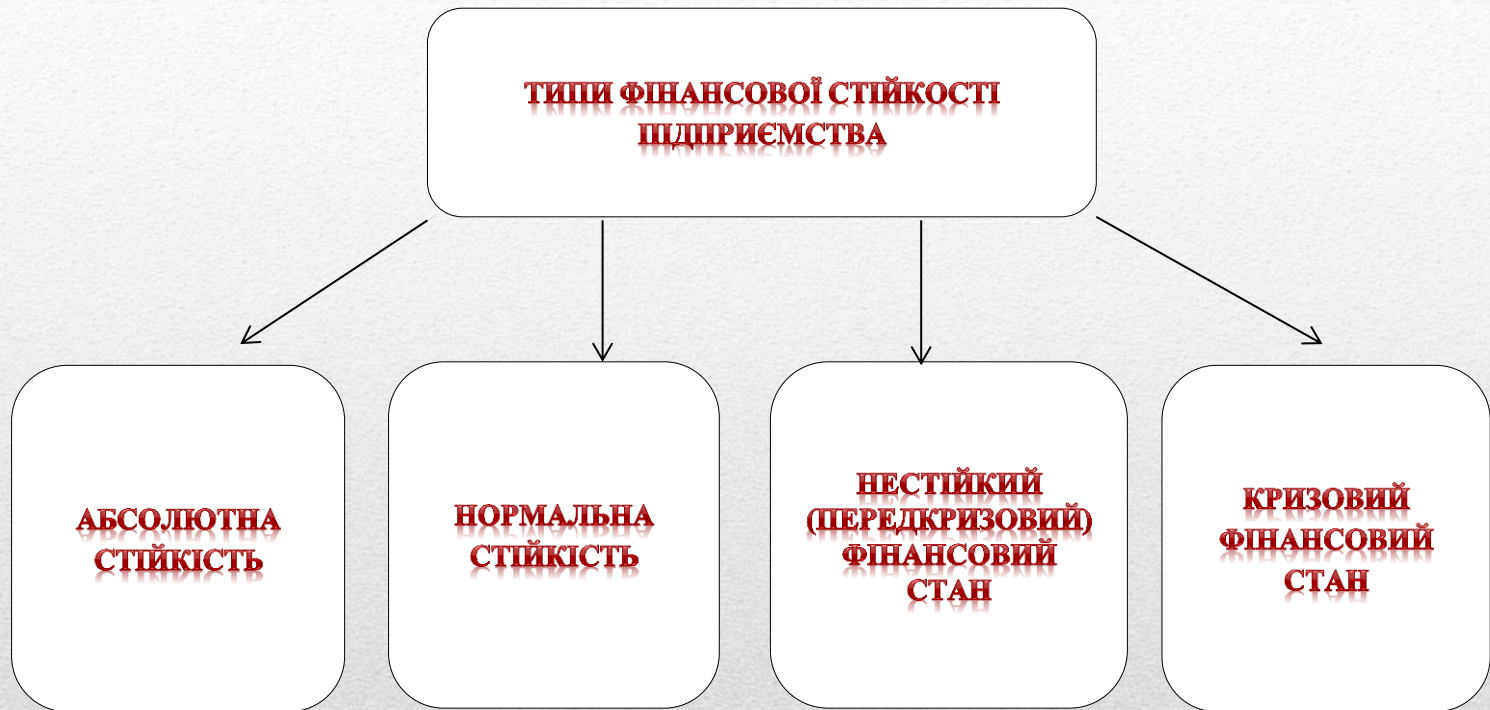 ТИПИ ФІНАНСОВОЇ СТІЙКОСТІ
ПІДПРИЄМСТВА
АБСОЛЮТНА
СТІЙКІСТЬ
НОРМАЛЬНА
СТІЙКІСТЬ
НЕСТІЙКИЙ
(ПЕРЕДКРИЗОВИЙ)
ФІНАНСОВИЙ
СТАН
КРИЗОВИЙ
ФІНАНСОВИЙ
СТАН